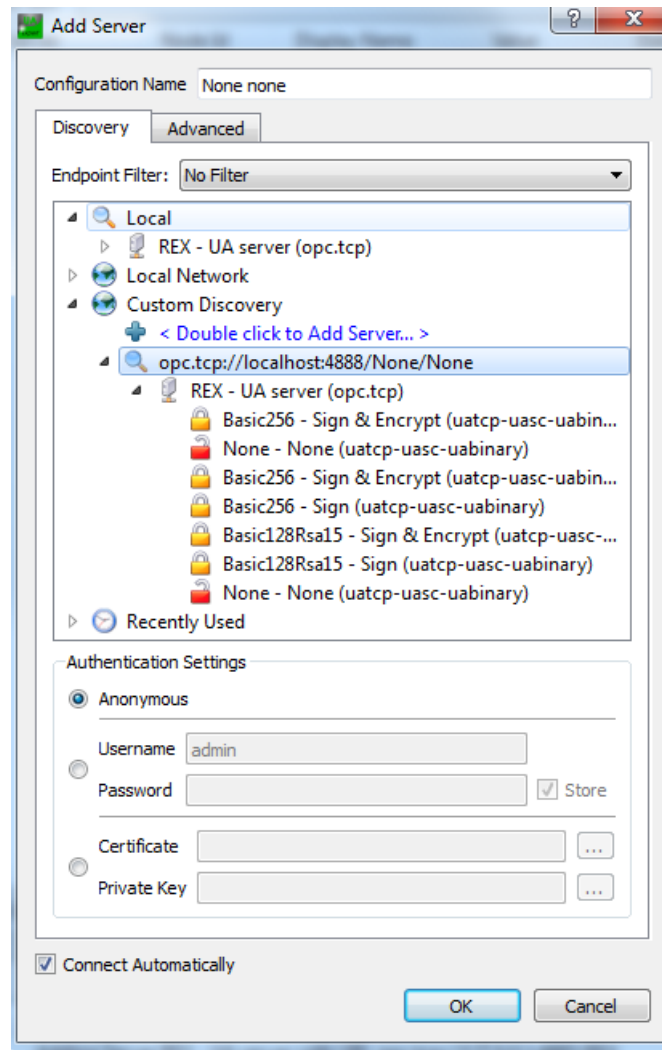 Add Server
Configuration Name None none
Discovery Advanced
Endpoint Filter: No Filter
Local
REX - UA server (opc.tcp)
Local Network
Custom Discovery
< Double click to Add Server... >
opc.tcp://localhost:4888/None/None
REX - UA server (opc.tcp)
Basic256 - Sign & Encrypt (uatcp-uasc-uabin...
None - None (uatcp-uasc-uabinary)
Basic256 - Sign & Encrypt (uatcp-uasc-uabin...
Basic256 - Sign (uatcp-uasc-uabinary)
Basic128Rsa15 - Sign & Encrypt (uatcp-uasc-...
Basic128Rsa15 - Sign (uatcp-uasc-uabinary)
None - None (uatcp-uasc-uabinary)
Recently Used
Authentication Settings
Anonymous
Username admin
Password Store
Certificate ...
Private Key ...
Connect Automatically
OK Cancel